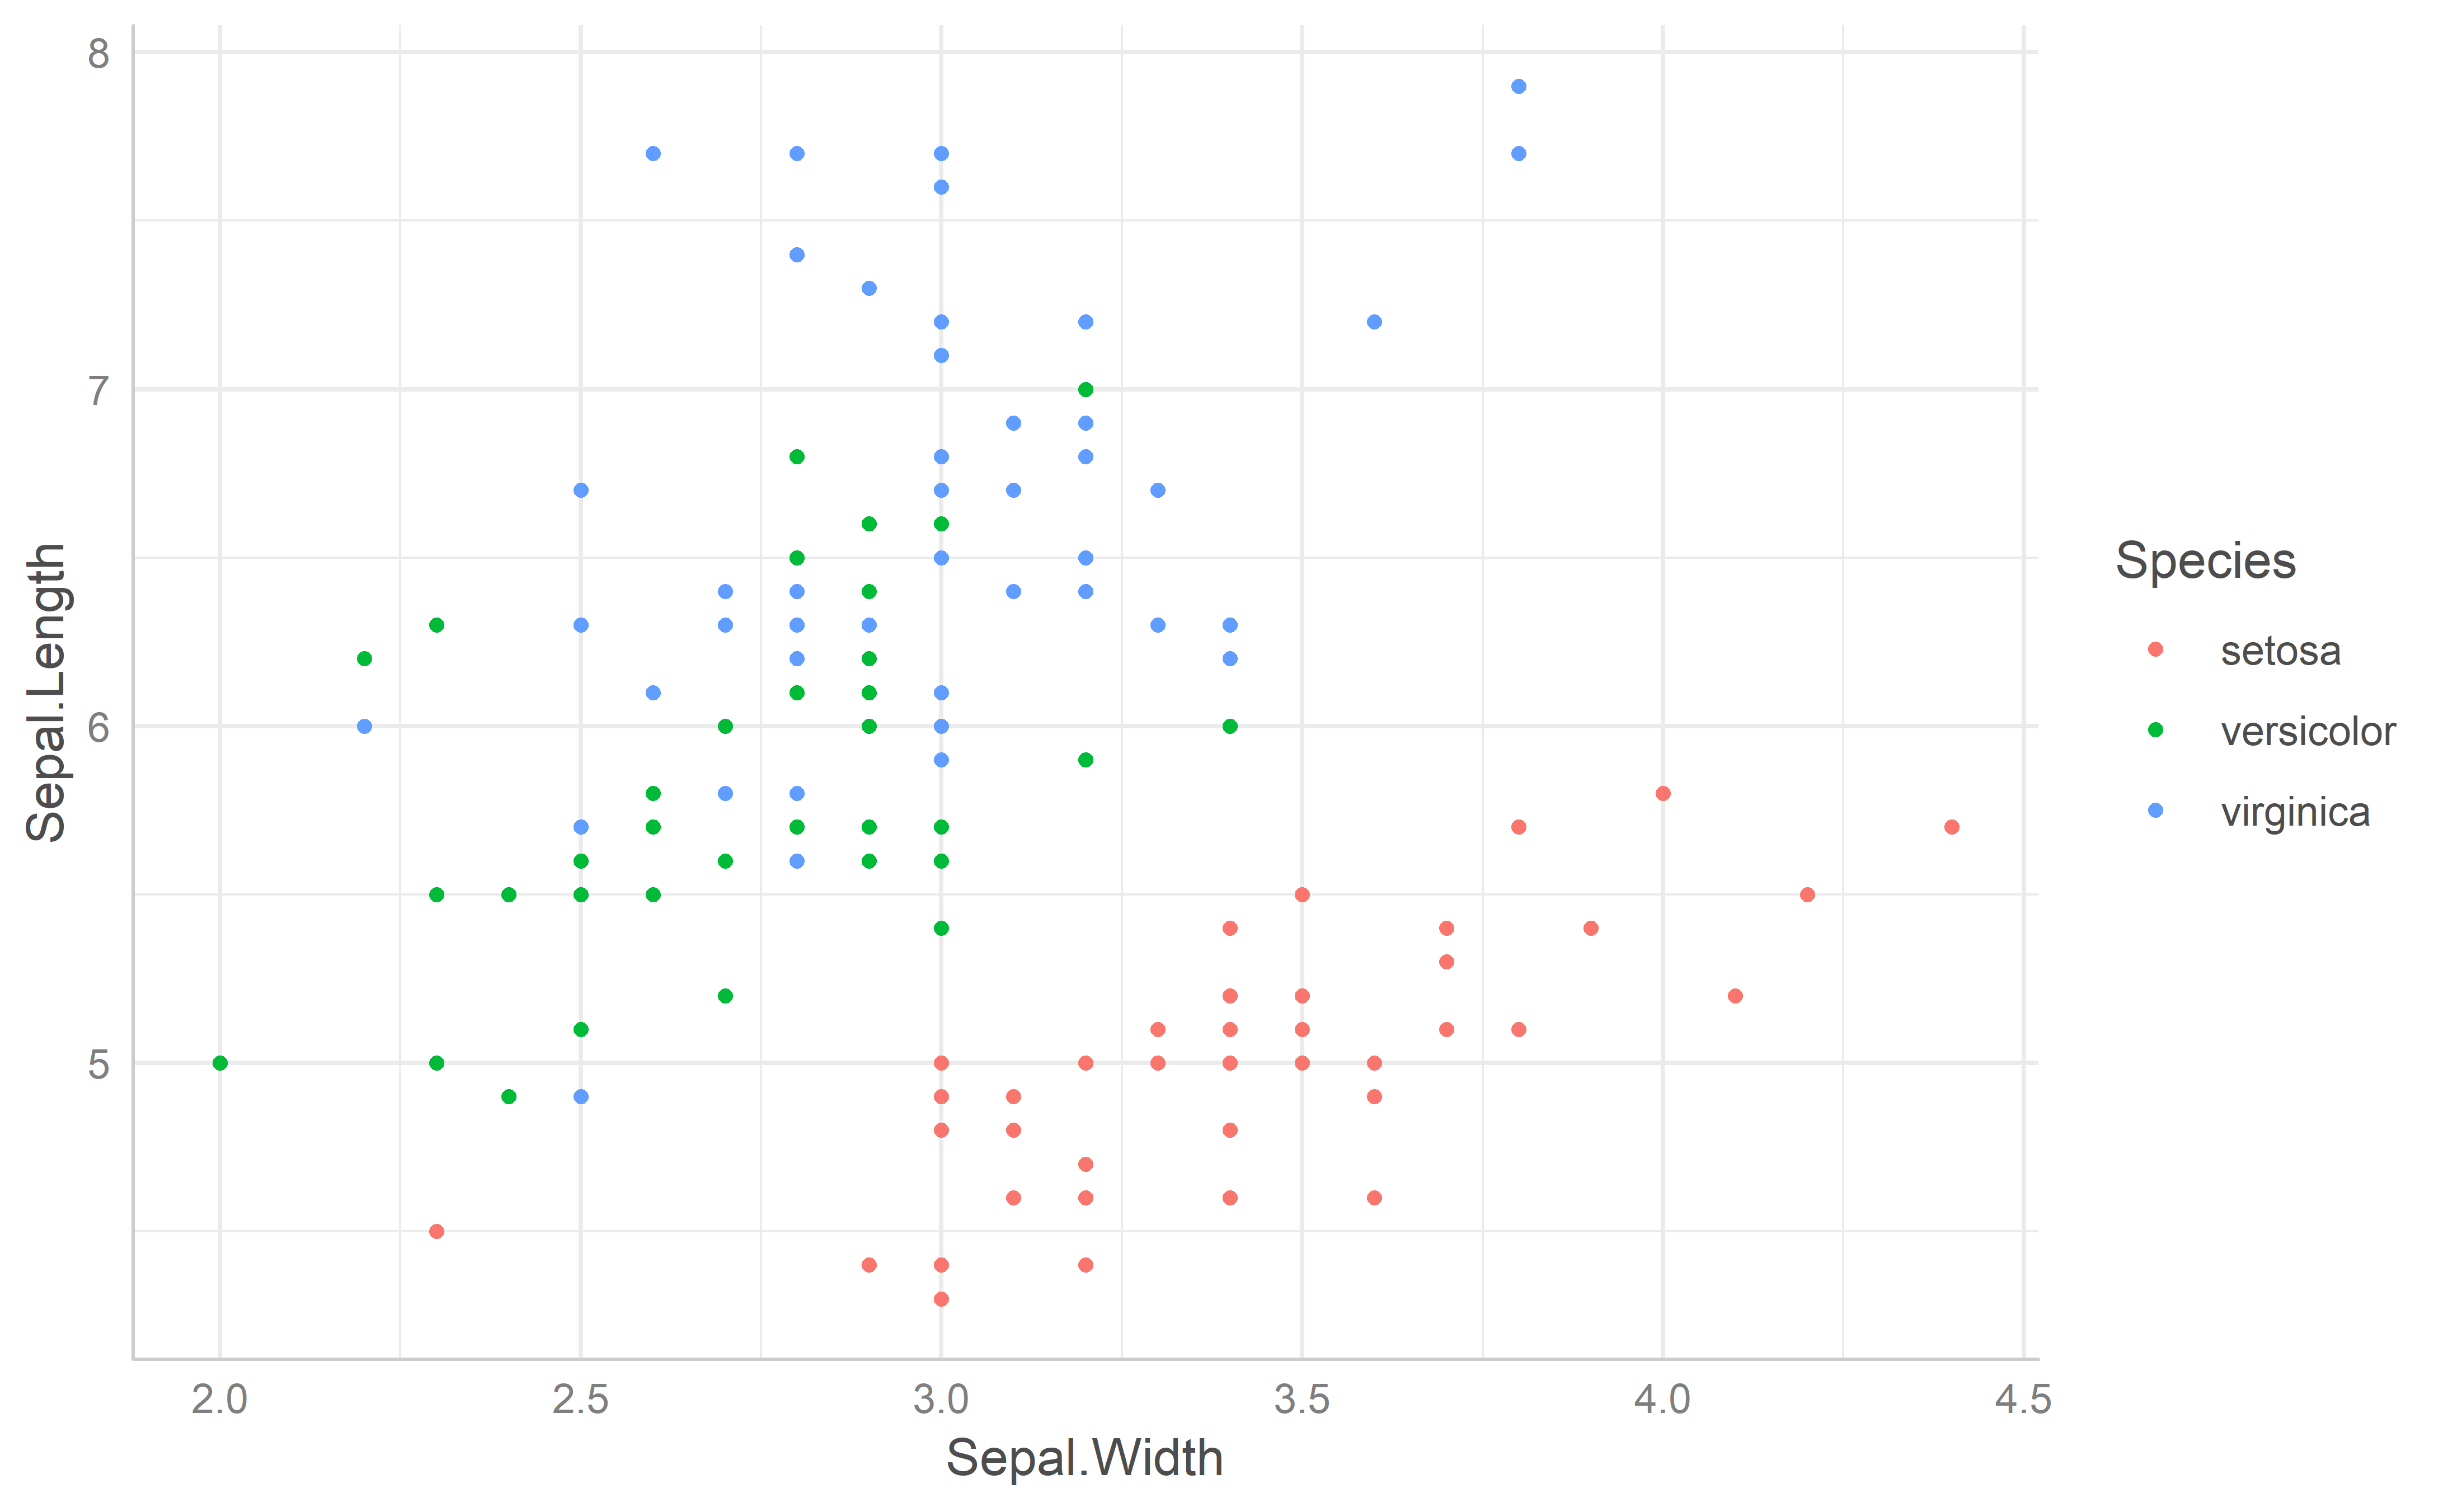 8
7
6
5
Sepal.Length
2.0 2.5 3.0 3.5 4.0 4.5
Sepal.Width
Species
setosa
versicolor
virginica